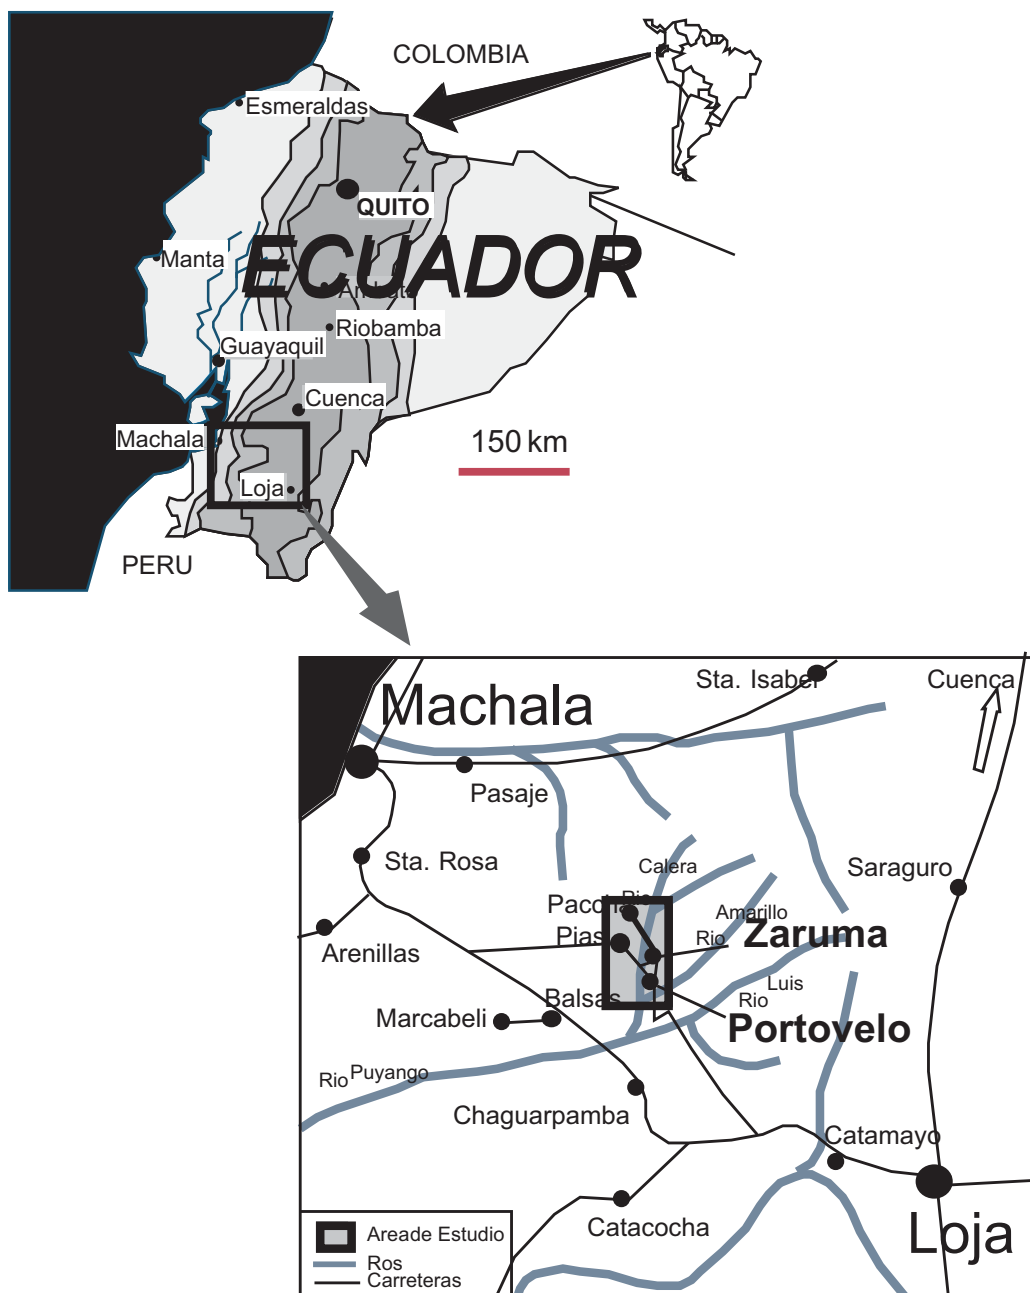 COLOMBIA
Esmeraldas
QUITO
ECUADOR
Manta
Riobamba
Guayaquil
Cuenca
150 km
Machala
Loja
PERU
Machala
Sta. Isabel
Cuenca
Pasaje
Sta. Rosa
Calera
Rio
Saraguro
Paccha
Amarillo
Rio
Zaruma
Pias
Arenillas
Luis
Rio
Balsas
Marcabeli
Portovelo
Rio Puyango
Chaguarpamba
Catamayo
Catacocha
Loja
Areade Estudio
Ros
Carreteras